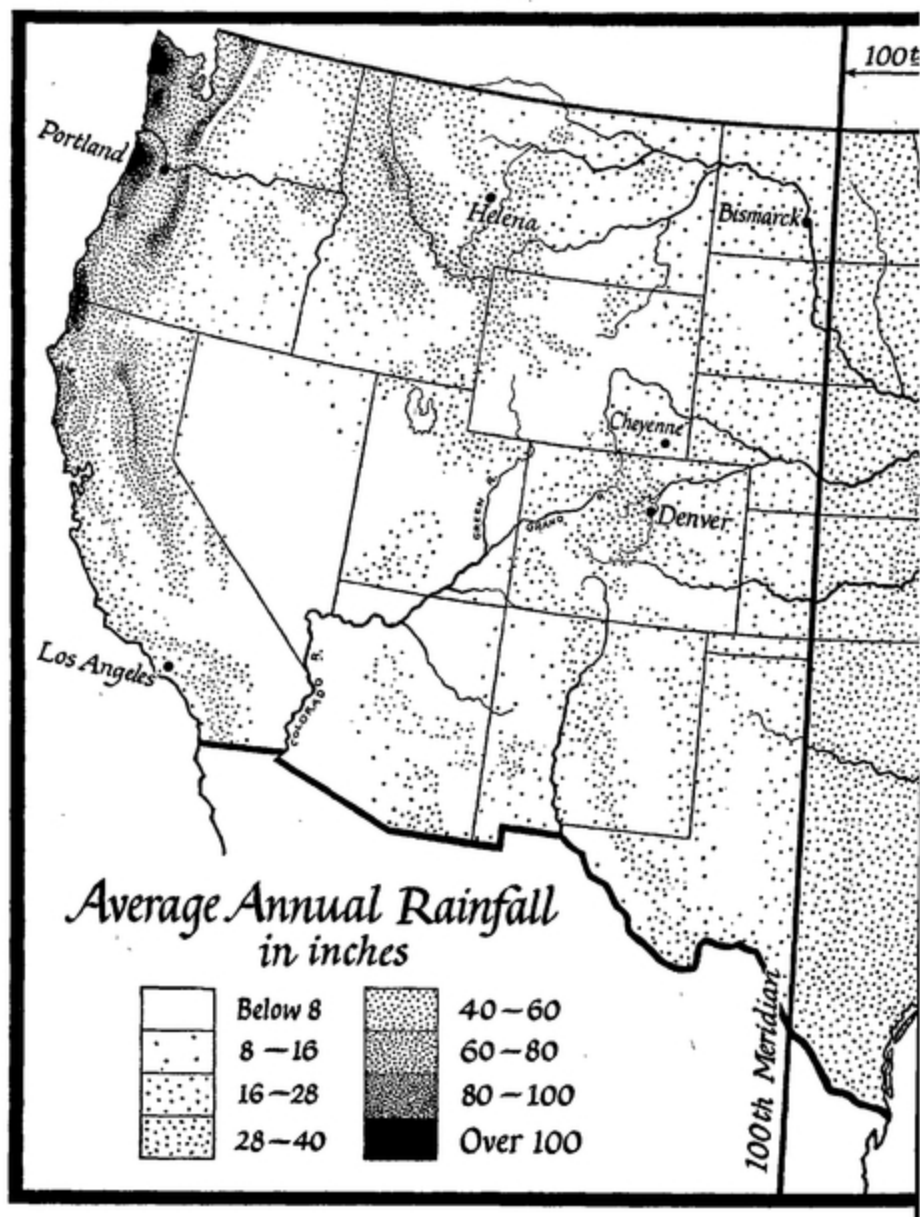 100t
Portland
Helena
Bismarck
Cheyenne
GREEN R.
GRAND R.
Denver
Los Angeles
COLORADO R.
Average Annual Rainfall
in inches
Below 8
8–16
16–28
28–40
40–60
60–80
80–100
Over 100
100th Meridian